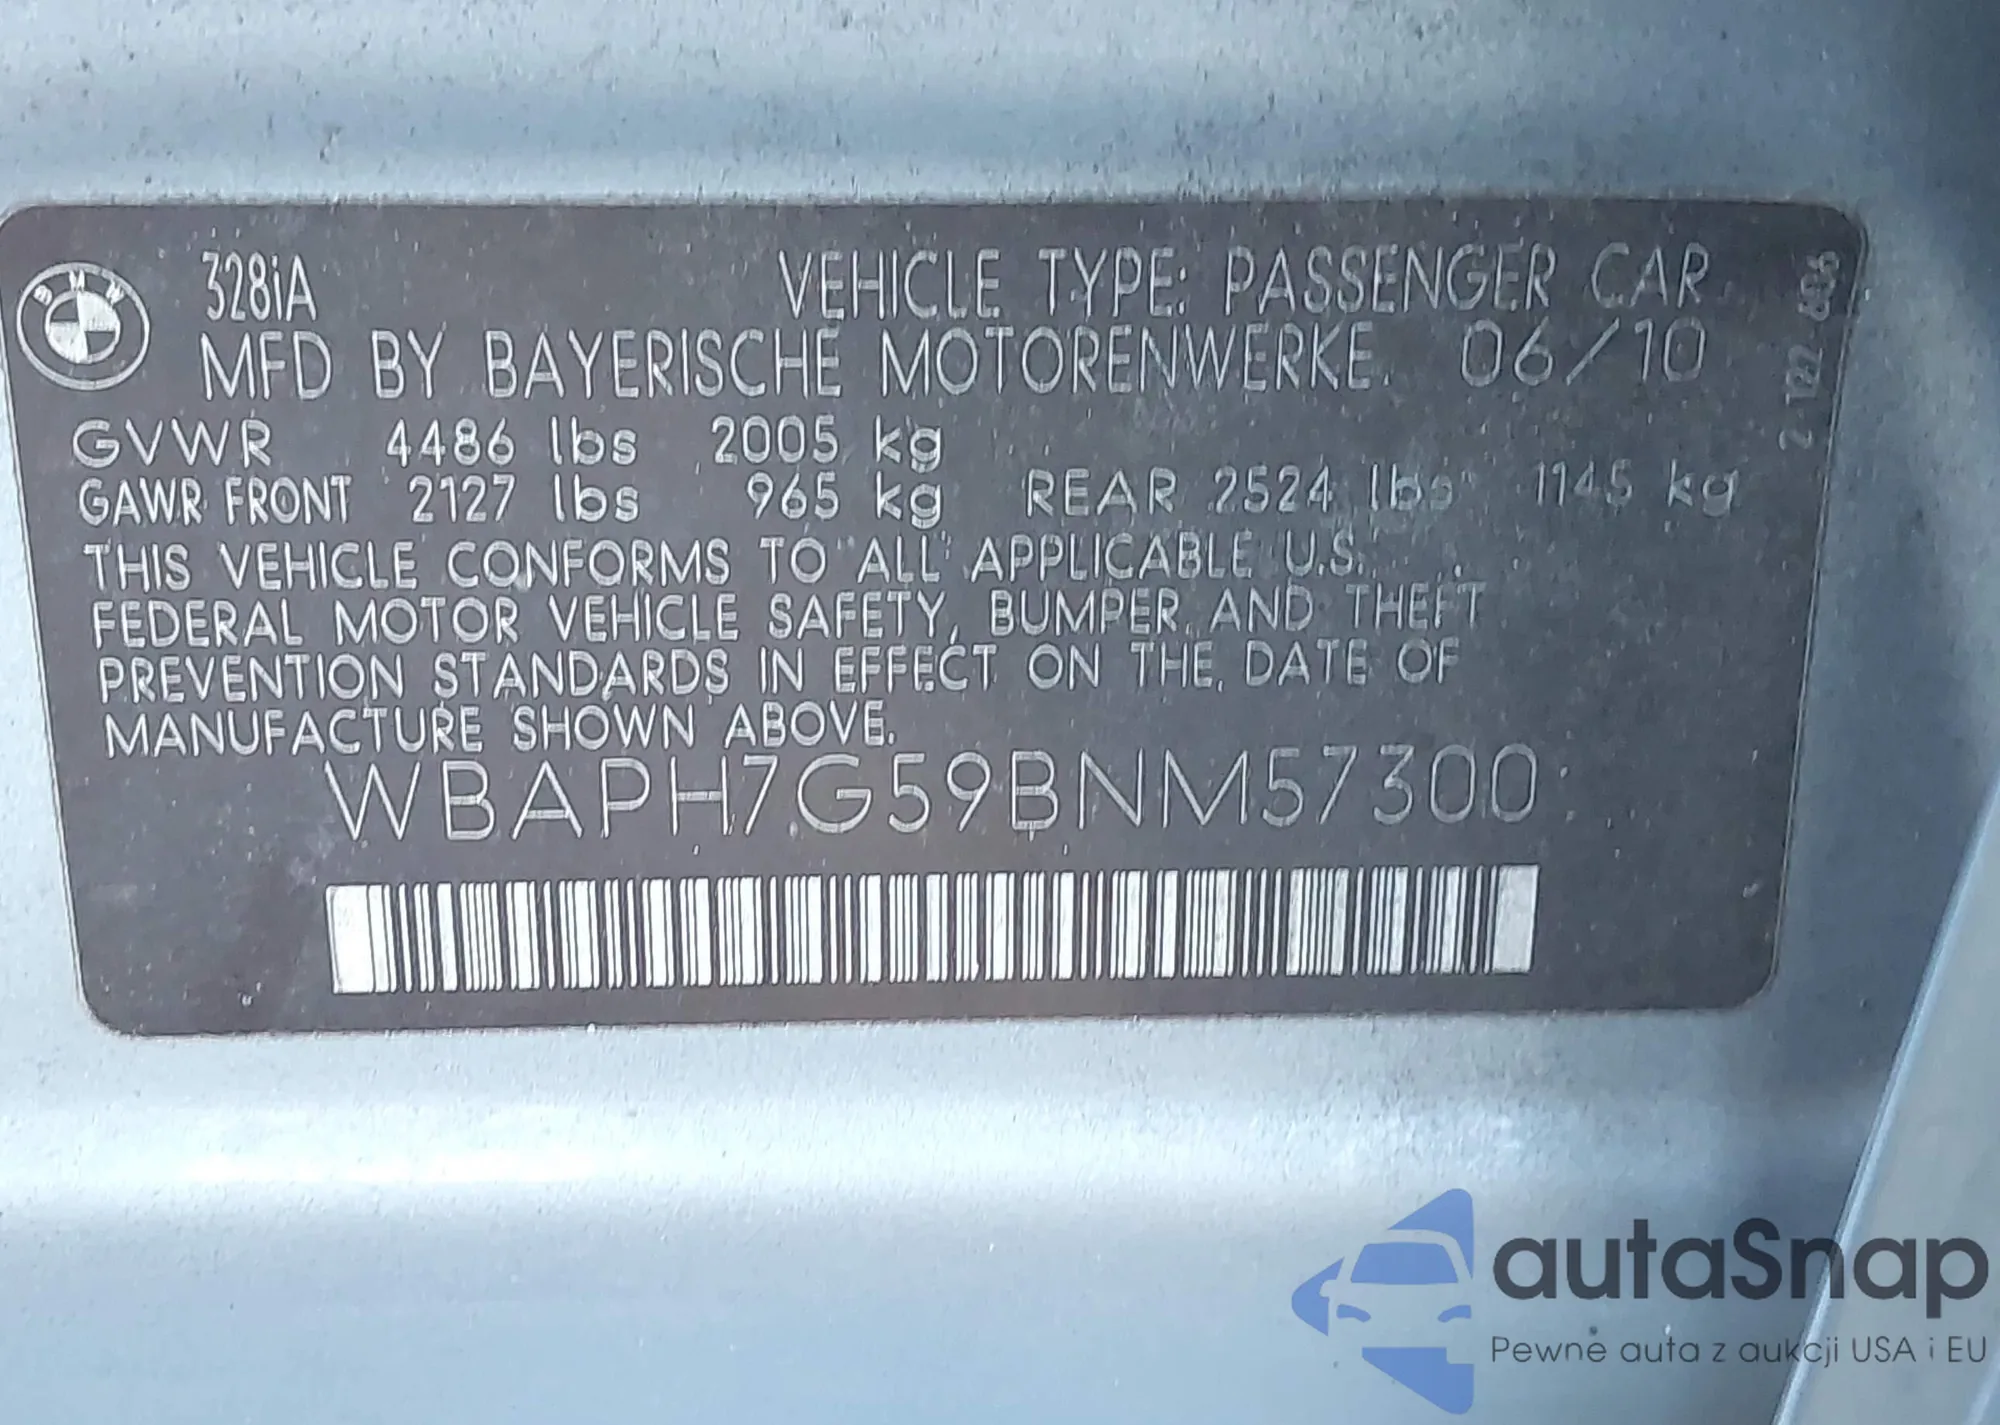 BMW
328iA VEHICLE TYPE: PASSENGER CAR
MFD BY BAYERISCHE MOTORENWERKE. 06/10
GVWR 4486 lbs 2005 kg
GAWR FRONT 2127 lbs 965 kg REAR 2524 lbs 1145 kg
THIS VEHICLE CONFORMS TO ALL APPLICABLE U.S.
FEDERAL MOTOR VEHICLE SAFETY, BUMPER, AND THEFT
PREVENTION STANDARDS IN EFFECT ON THE DATE OF
MANUFACTURE SHOWN ABOVE.
WBAPH7G59BNM57300
autaSnap
Pewne auta z aukcji USA i EU